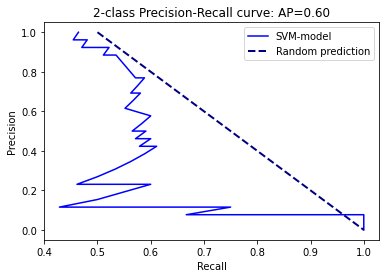 2-class Precision-Recall curve: AP=0.60
SVM-model
Random prediction
Precision
1.0
0.8
0.6
0.4
0.2
0.0
0.4 0.5 0.6 0.7 0.8 0.9 1.0
Recall